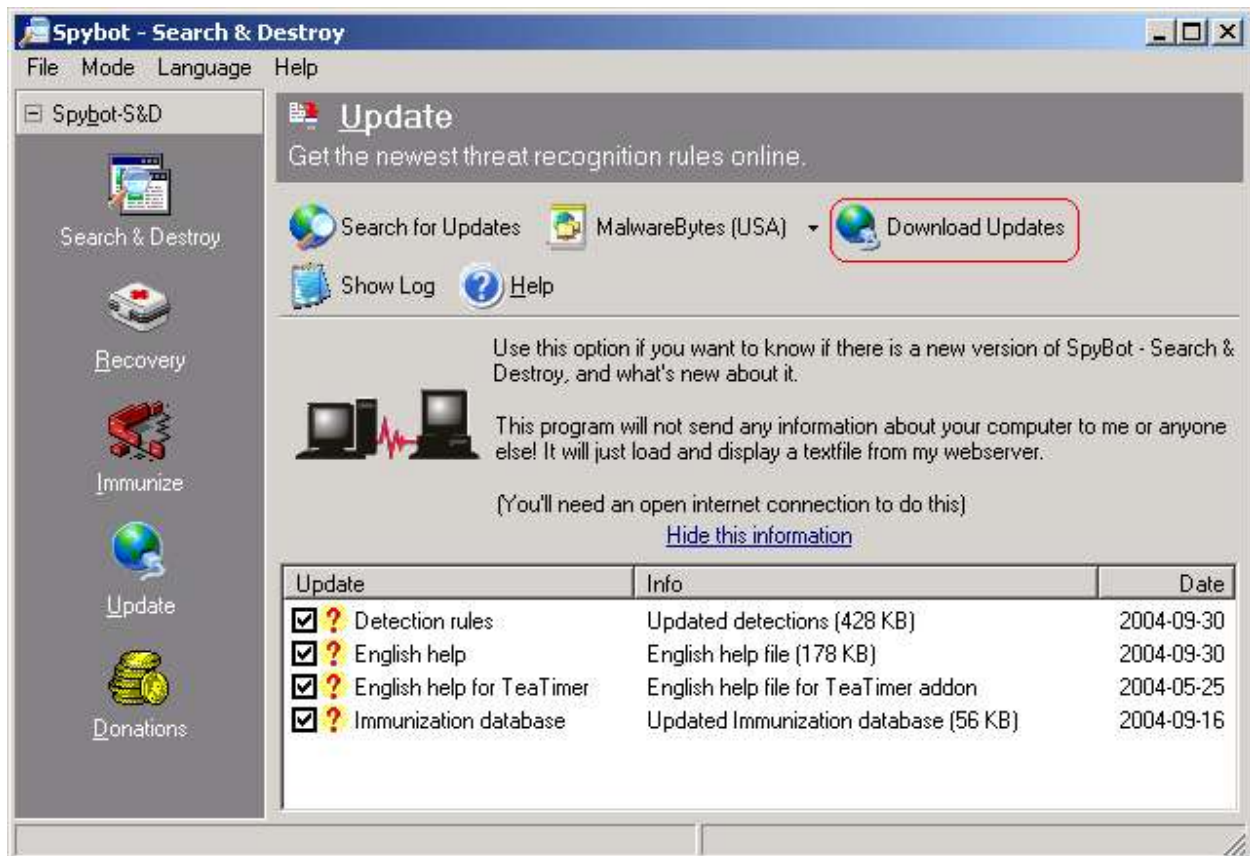 Spybot - Search & Destroy
File Mode Language Help
Spybot-S&D
Search & Destroy
Recovery
Immunize
Update
Donations
Update
Get the newest threat recognition rules online.
Search for Updates MalwareBytes (USA) Download Updates
Show Log Help
Use this option if you want to know if there is a new version of SpyBot - Search &
Destroy, and what's new about it.
This program will not send any information about your computer to me or anyone
else! It will just load and display a textfile from my webserver.
(You'll need an open internet connection to do this)
Hide this information
Update Info Date
Detection rules Updated detections (428 KB) 2004-09-30
English help English help file (178 KB) 2004-09-30
English help for TeaTimer English help file for TeaTimer addon 2004-05-25
Immunization database Updated Immunization database (56 KB) 2004-09-16